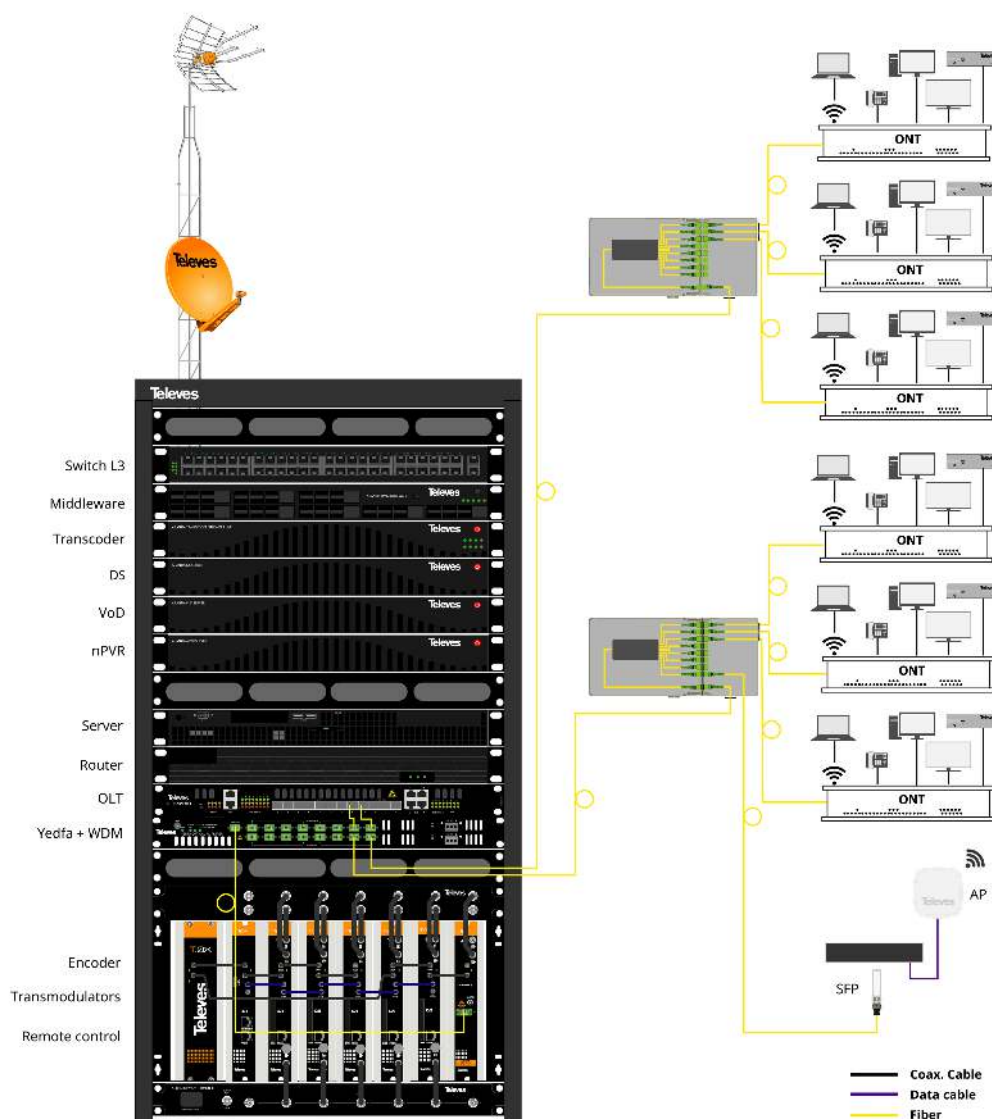 Televes
Televes
Switch L3
Middleware
Televes
Transcoder
Televes
DS
Televes
VoD
Televes
nPVR
Televes
Server
Router
OLT
Yedfa + WDM
Televes
Televes
Encoder
Transmodulators
Remote control
T.0X
Televes
Televes
ONT
ONT
ONT
ONT
ONT
ONT
Televes
AP
SFP
Coax. Cable
Data cable
Fiber